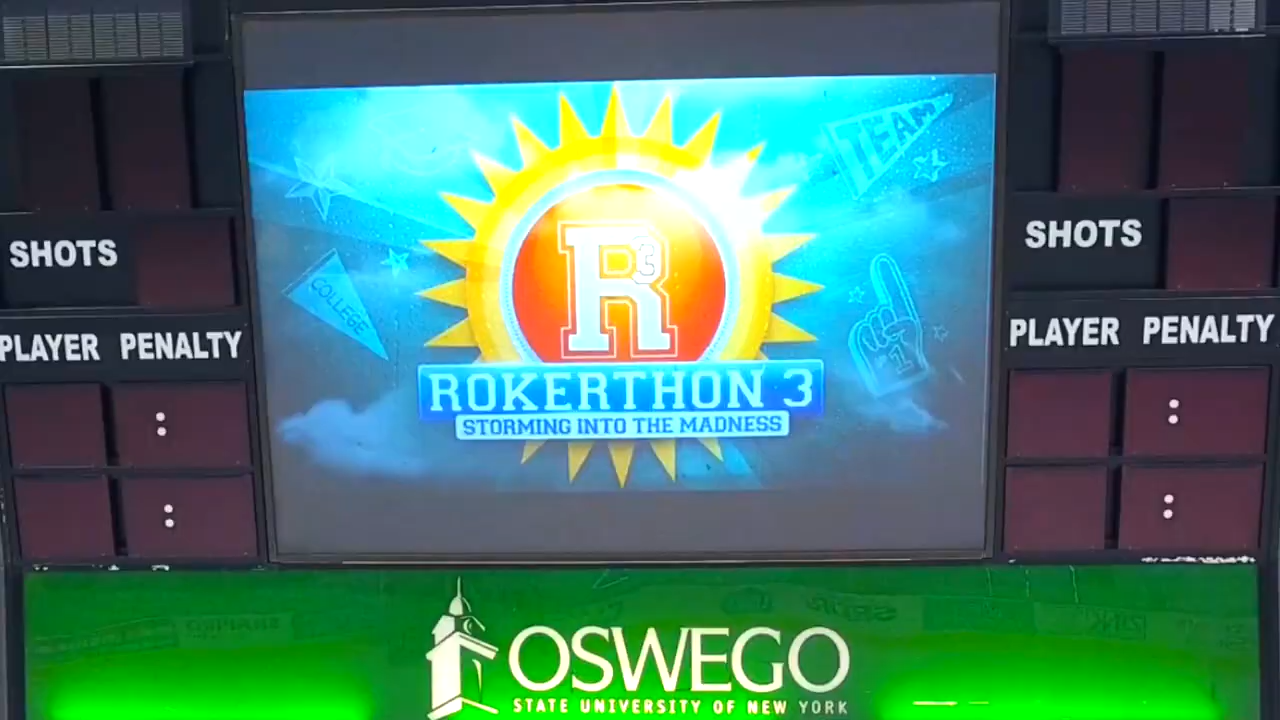 TEAM
R3
COLLEGE
1
SHOTS
SHOTS
PLAYER PENALTY
PLAYER PENALTY
ROKERTHON 3
STORMING INTO THE MADNESS
OSWEGO
STATE UNIVERSITY OF NEW YORK